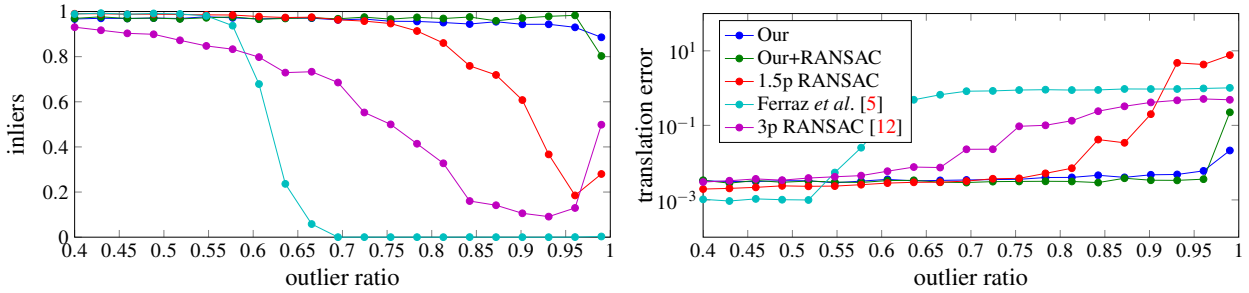 1
0.8
0.6
0.4
0.2
0
inliers
0.4 0.45 0.5 0.55 0.6 0.65 0.7 0.75 0.8 0.85 0.9 0.95 1
outlier ratio
10^1
10^−1
10^−3
translation error
Our
Our+RANSAC
1.5p RANSAC
Ferraz et al. [5]
3p RANSAC [12]
0.4 0.45 0.5 0.55 0.6 0.65 0.7 0.75 0.8 0.85 0.9 0.95 1
outlier ratio